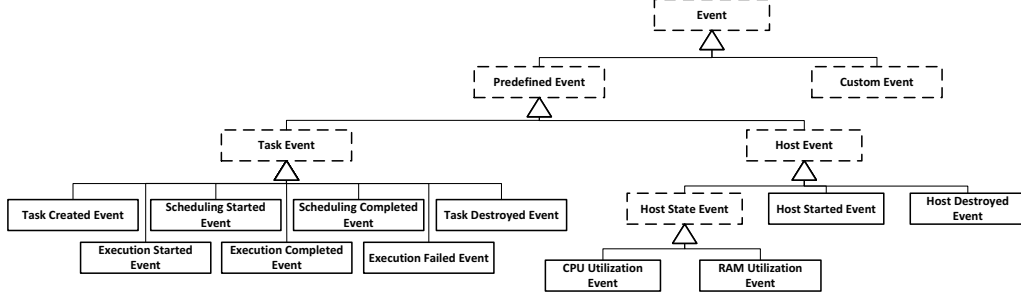 Event
Predefined Event
Custom Event
Task Event
Host Event
Task Created Event
Scheduling Started
Event
Scheduling Completed
Event
Task Destroyed Event
Host State Event
Host Started Event
Host Destroyed
Event
Execution Started
Event
Execution Completed
Event
Execution Failed Event
CPU Utilization
Event
RAM Utilization
Event